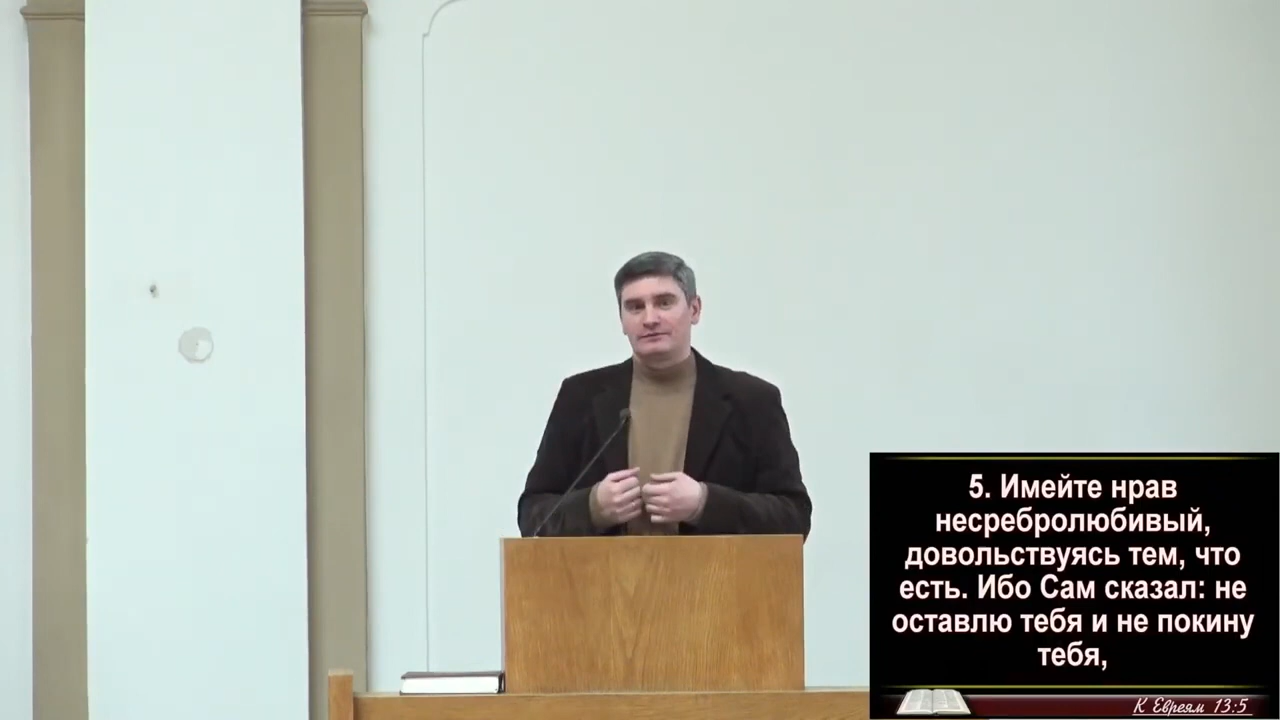 5. Имейте нрав
несребролюбивый,
довольствуясь тем, что
есть. Ибо Сам сказал: не
оставлю тебя и не покину
тебя,
К Евреям 13:5